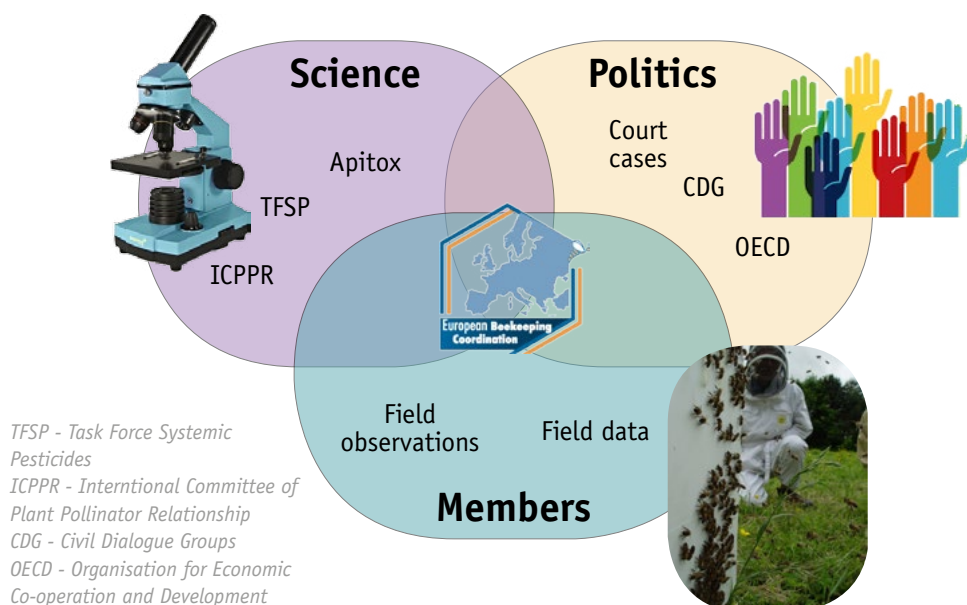 Science
Politics
Apitox
TFSP
ICPPR
Court
cases
CDG
OECD
European Beekeeping
Coordination
Field
observations
Field data
Members
TFSP - Task Force Systemic
Pesticides
ICPPR - Interntional Committee of
Plant Pollinator Relationship
CDG - Civil Dialogue Groups
OECD - Organisation for Economic
Co-operation and Development